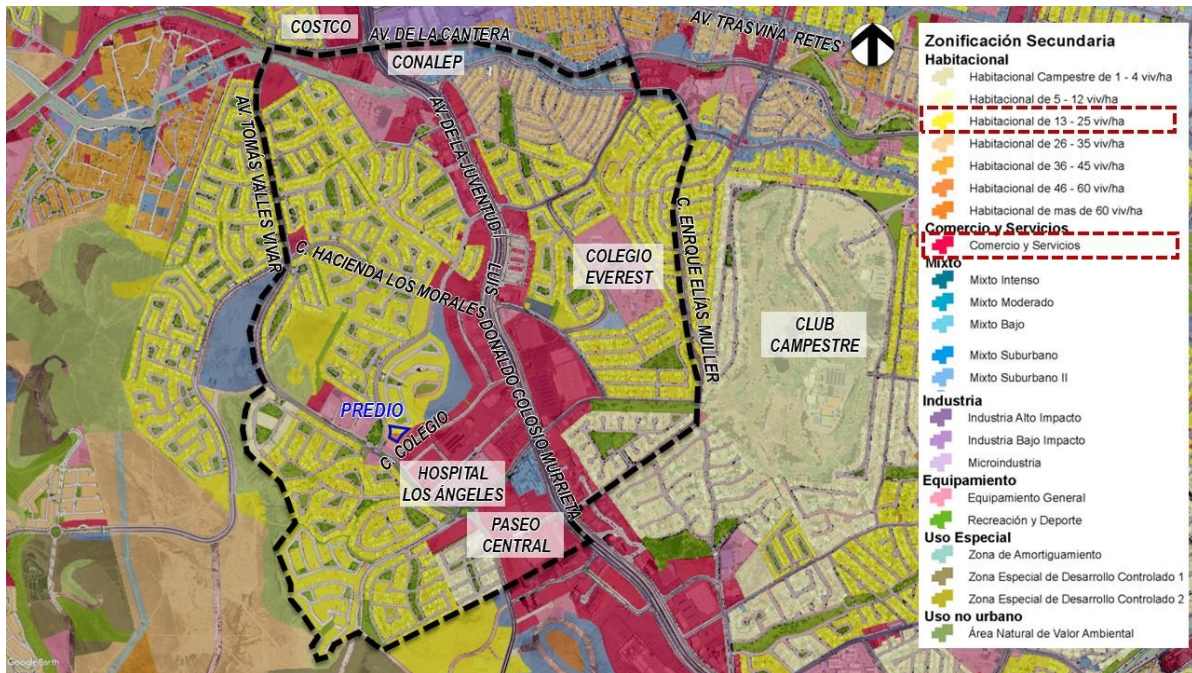 COSTCO
AV. DE LA CANTERA
AV. TRASVIÑA RETES
CONALEP
AV. TOMÁS VALLES VIVAR
AV. DE LA JUVENTUD LUIS DONALDO COLOSIO MURRIETA
C. HACIENDA LOS MORALES
C. ENRQUE ELÍAS MULLER
COLEGIO
EVEREST
CLUB
CAMPESTRE
PREDIO
C. COLEGIO
HOSPITAL
LOS ÁNGELES
PASEO
CENTRAL
Google Earth
Zonificación Secundaria
Habitacional
Habitacional Campestre de 1 - 4 viv/ha
Habitacional de 5 - 12 viv/ha
Habitacional de 13 - 25 viv/ha
Habitacional de 26 - 35 viv/ha
Habitacional de 36 - 45 viv/ha
Habitacional de 46 - 60 viv/ha
Habitacional de mas de 60 viv/ha
Comercio y Servicios
Comercio y Servicios
Mixto
Mixto Intenso
Mixto Moderado
Mixto Bajo
Mixto Suburbano
Mixto Suburbano II
Industria
Industria Alto Impacto
Industria Bajo Impacto
Microindustria
Equipamiento
Equipamiento General
Recreación y Deporte
Uso Especial
Zona de Amortiguamiento
Zona Especial de Desarrollo Controlado 1
Zona Especial de Desarrollo Controlado 2
Uso no urbano
Área Natural de Valor Ambiental